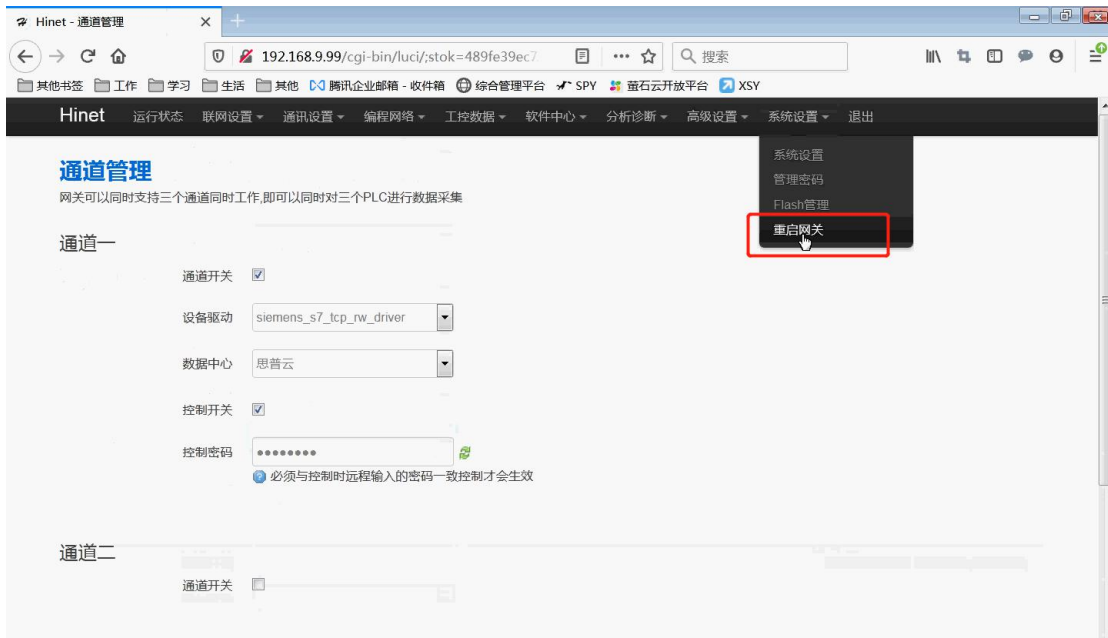 Hinet - 通道管理
192.168.9.99/cgi-bin/luci/;stok=489fe39ec7
搜索
其他书签 工作 学习 生活 其他 腾讯企业邮箱 - 收件箱 综合管理平台 SPY 萤石云开放平台 XSY
Hinet 运行状态 联网设置 通讯设置 编程网络 工控数据 软件中心 分析诊断 高级设置 系统设置 退出
系统设置
管理密码
Flash管理
重启网关
通道管理
网关可以同时支持三个通道同时工作,即可以同时对三个PLC进行数据采集
通道一
通道开关
设备驱动 siemens_s7_tcp_rw_driver
数据中心 思普云
控制开关
控制密码 ••••••••
必须与控制时远程输入的密码一致控制才会生效
通道二
通道开关